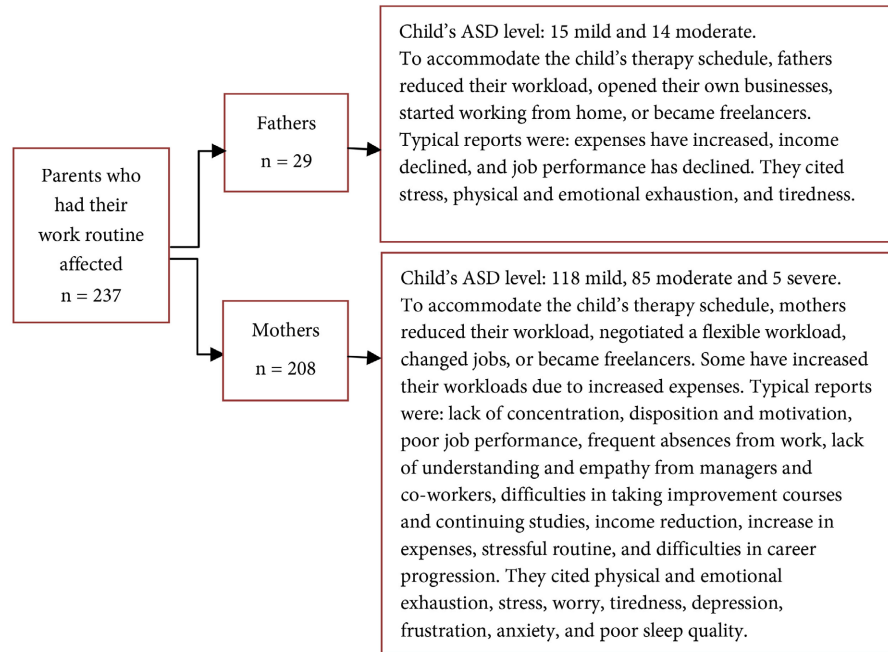 Parents who
had their
work routine
affected
n = 237
Fathers
n = 29
Child’s ASD level: 15 mild and 14 moderate.
To accommodate the child’s therapy schedule, fathers
reduced their workload, opened their own businesses,
started working from home, or became freelancers.
Typical reports were: expenses have increased, income
declined, and job performance has declined. They cited
stress, physical and emotional exhaustion, and tiredness.
Mothers
n = 208
Child’s ASD level: 118 mild, 85 moderate and 5 severe.
To accommodate the child’s therapy schedule, mothers
reduced their workload, negotiated a flexible workload,
changed jobs, or became freelancers. Some have increased
their workloads due to increased expenses. Typical reports
were: lack of concentration, disposition and motivation,
poor job performance, frequent absences from work, lack
of understanding and empathy from managers and
co-workers, difficulties in taking improvement courses
and continuing studies, income reduction, increase in
expenses, stressful routine, and difficulties in career
progression. They cited physical and emotional
exhaustion, stress, worry, tiredness, depression,
frustration, anxiety, and poor sleep quality.